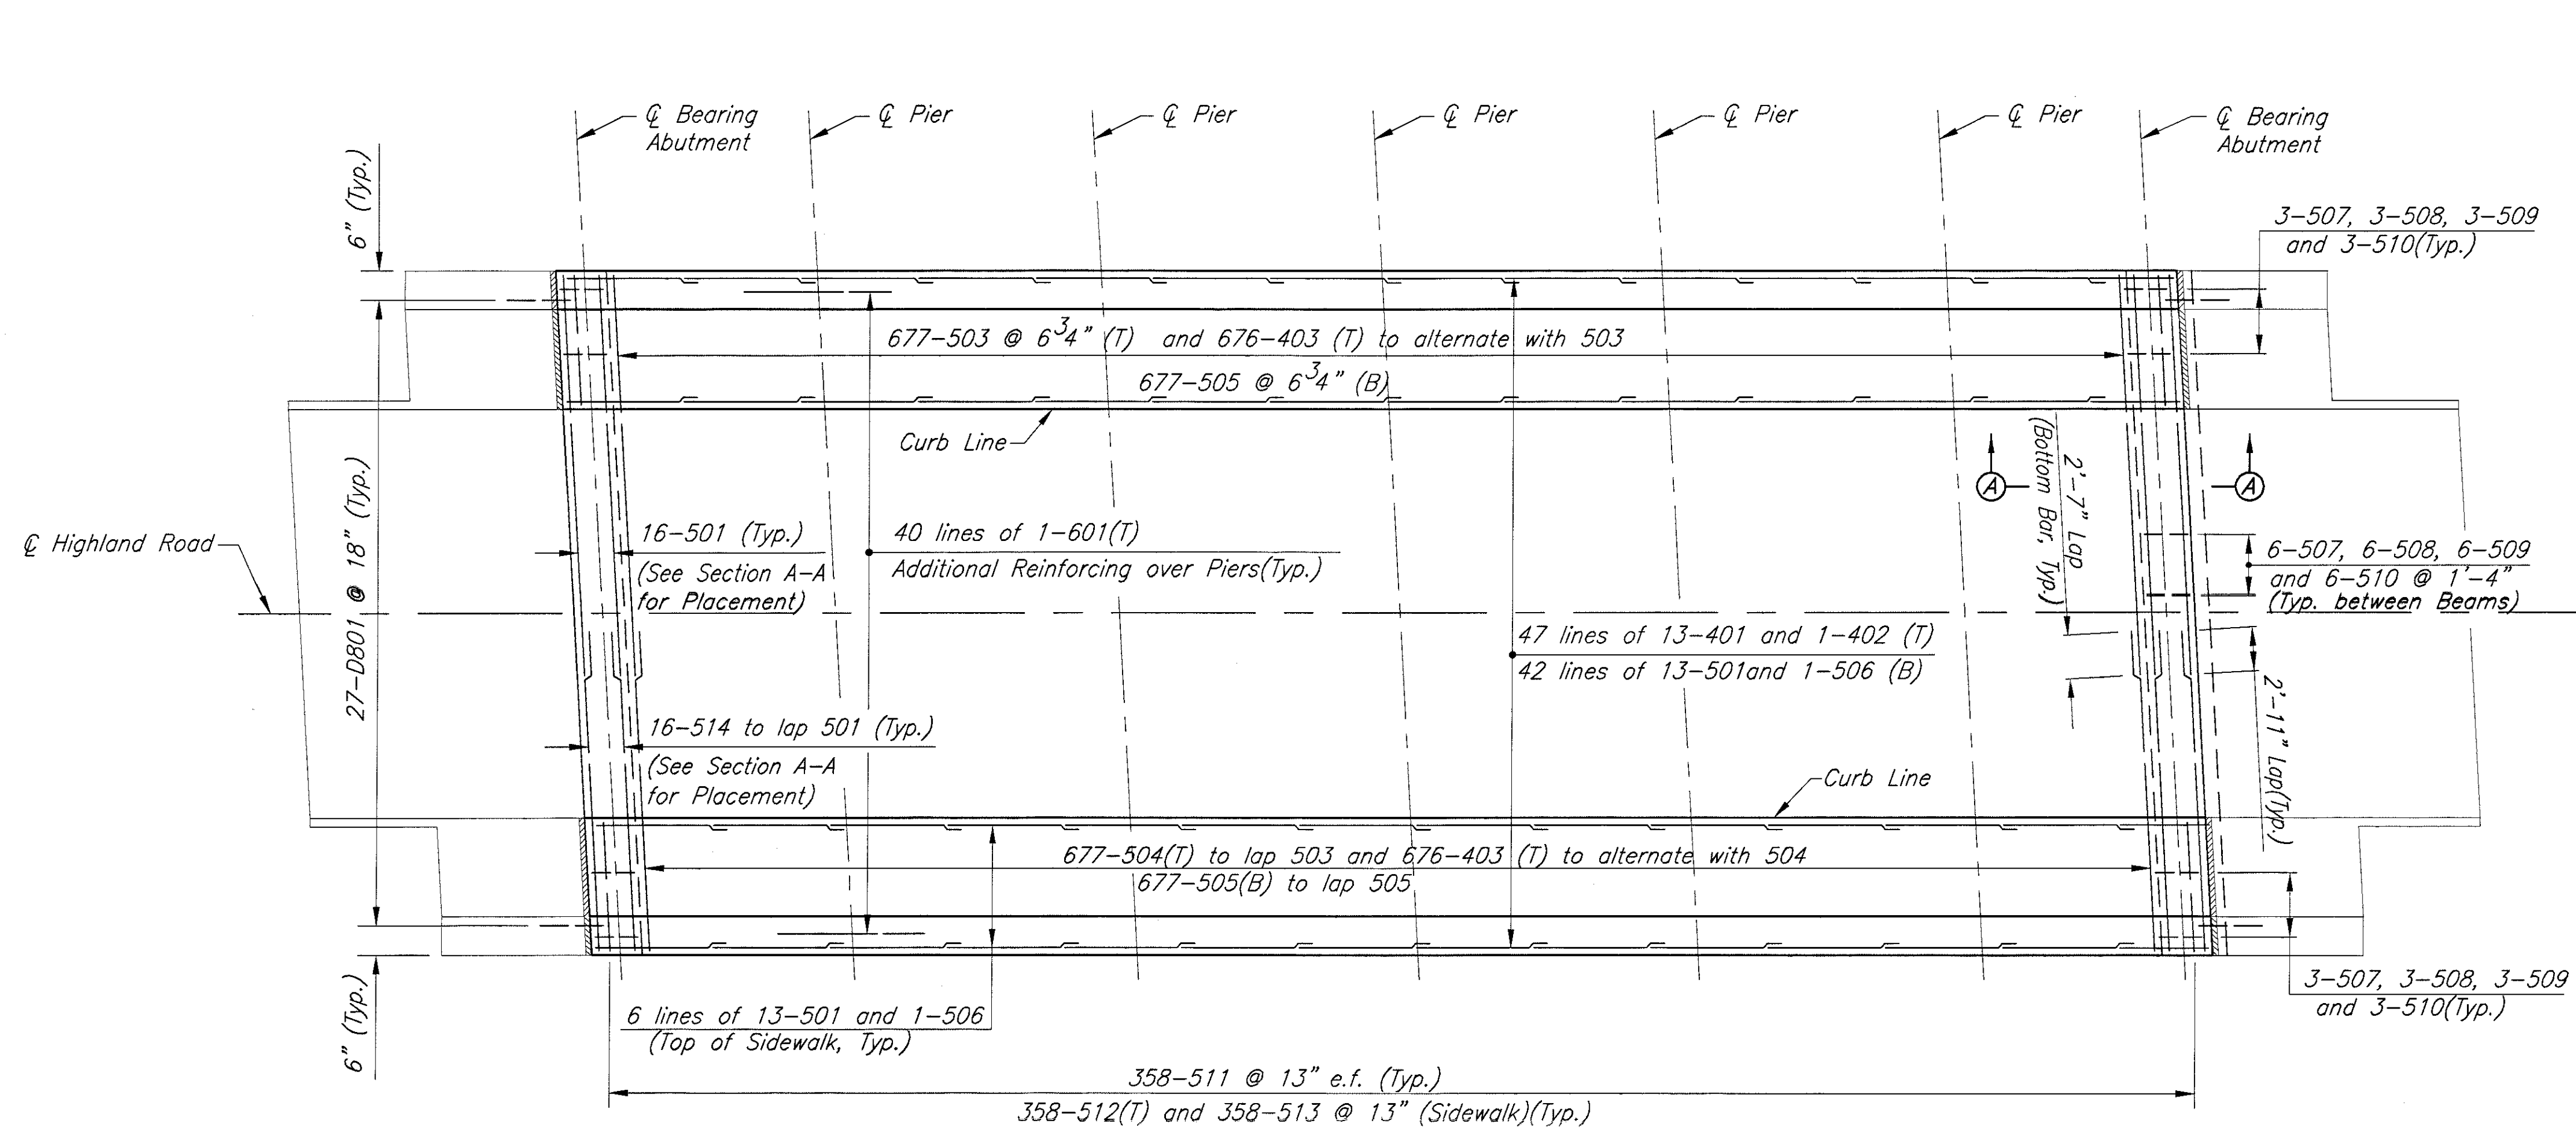 ℄ Bearing
Abutment
℄ Pier
℄ Pier
℄ Pier
℄ Pier
℄ Pier
℄ Bearing
Abutment
6" (Typ.)
3-507, 3-508, 3-509
and 3-510(Typ.)
677-503 @ 6 3/4" (T) and 676-403 (T) to alternate with 503
677-505 @ 6 3/4" (B)
Curb Line
2'-7" Lap
(Bottom Bar, Typ.)
A
A
27-D801 @ 18" (Typ.)
℄ Highland Road
16-501 (Typ.)
(See Section A-A
for Placement)
40 lines of 1-601(T)
Additional Reinforcing over Piers(Typ.)
6-507, 6-508, 6-509
and 6-510 @ 1'-4"
(Typ. between Beams)
47 lines of 13-401 and 1-402 (T)
42 lines of 13-501and 1-506 (B)
2'-11" Lap(Typ.)
16-514 to lap 501 (Typ.)
(See Section A-A
for Placement)
Curb Line
677-504(T) to lap 503 and 676-403 (T) to alternate with 504
677-505(B) to lap 505
6" (Typ.)
6 lines of 13-501 and 1-506
(Top of Sidewalk, Typ.)
3-507, 3-508, 3-509
and 3-510(Typ.)
358-511 @ 13" e.f. (Typ.)
358-512(T) and 358-513 @ 13" (Sidewalk)(Typ.)